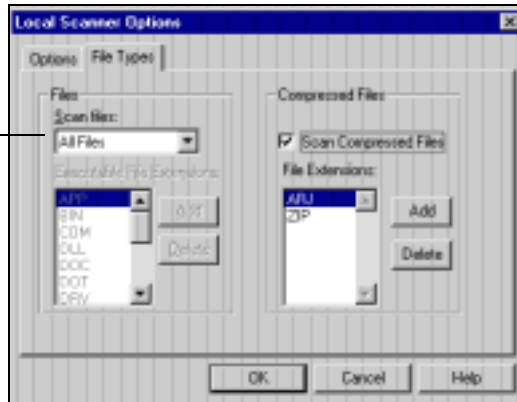 Local Scanner Options
Options File Types
Files
Scan files:
All Files
Executable File Extensions:
APP
BIN
COM
DLL
DOC
DOT
DRV
Add
Delete
Compressed Files
Scan Compressed Files
File Extensions:
ARJ
ZIP
Add
Delete
OK Cancel Help